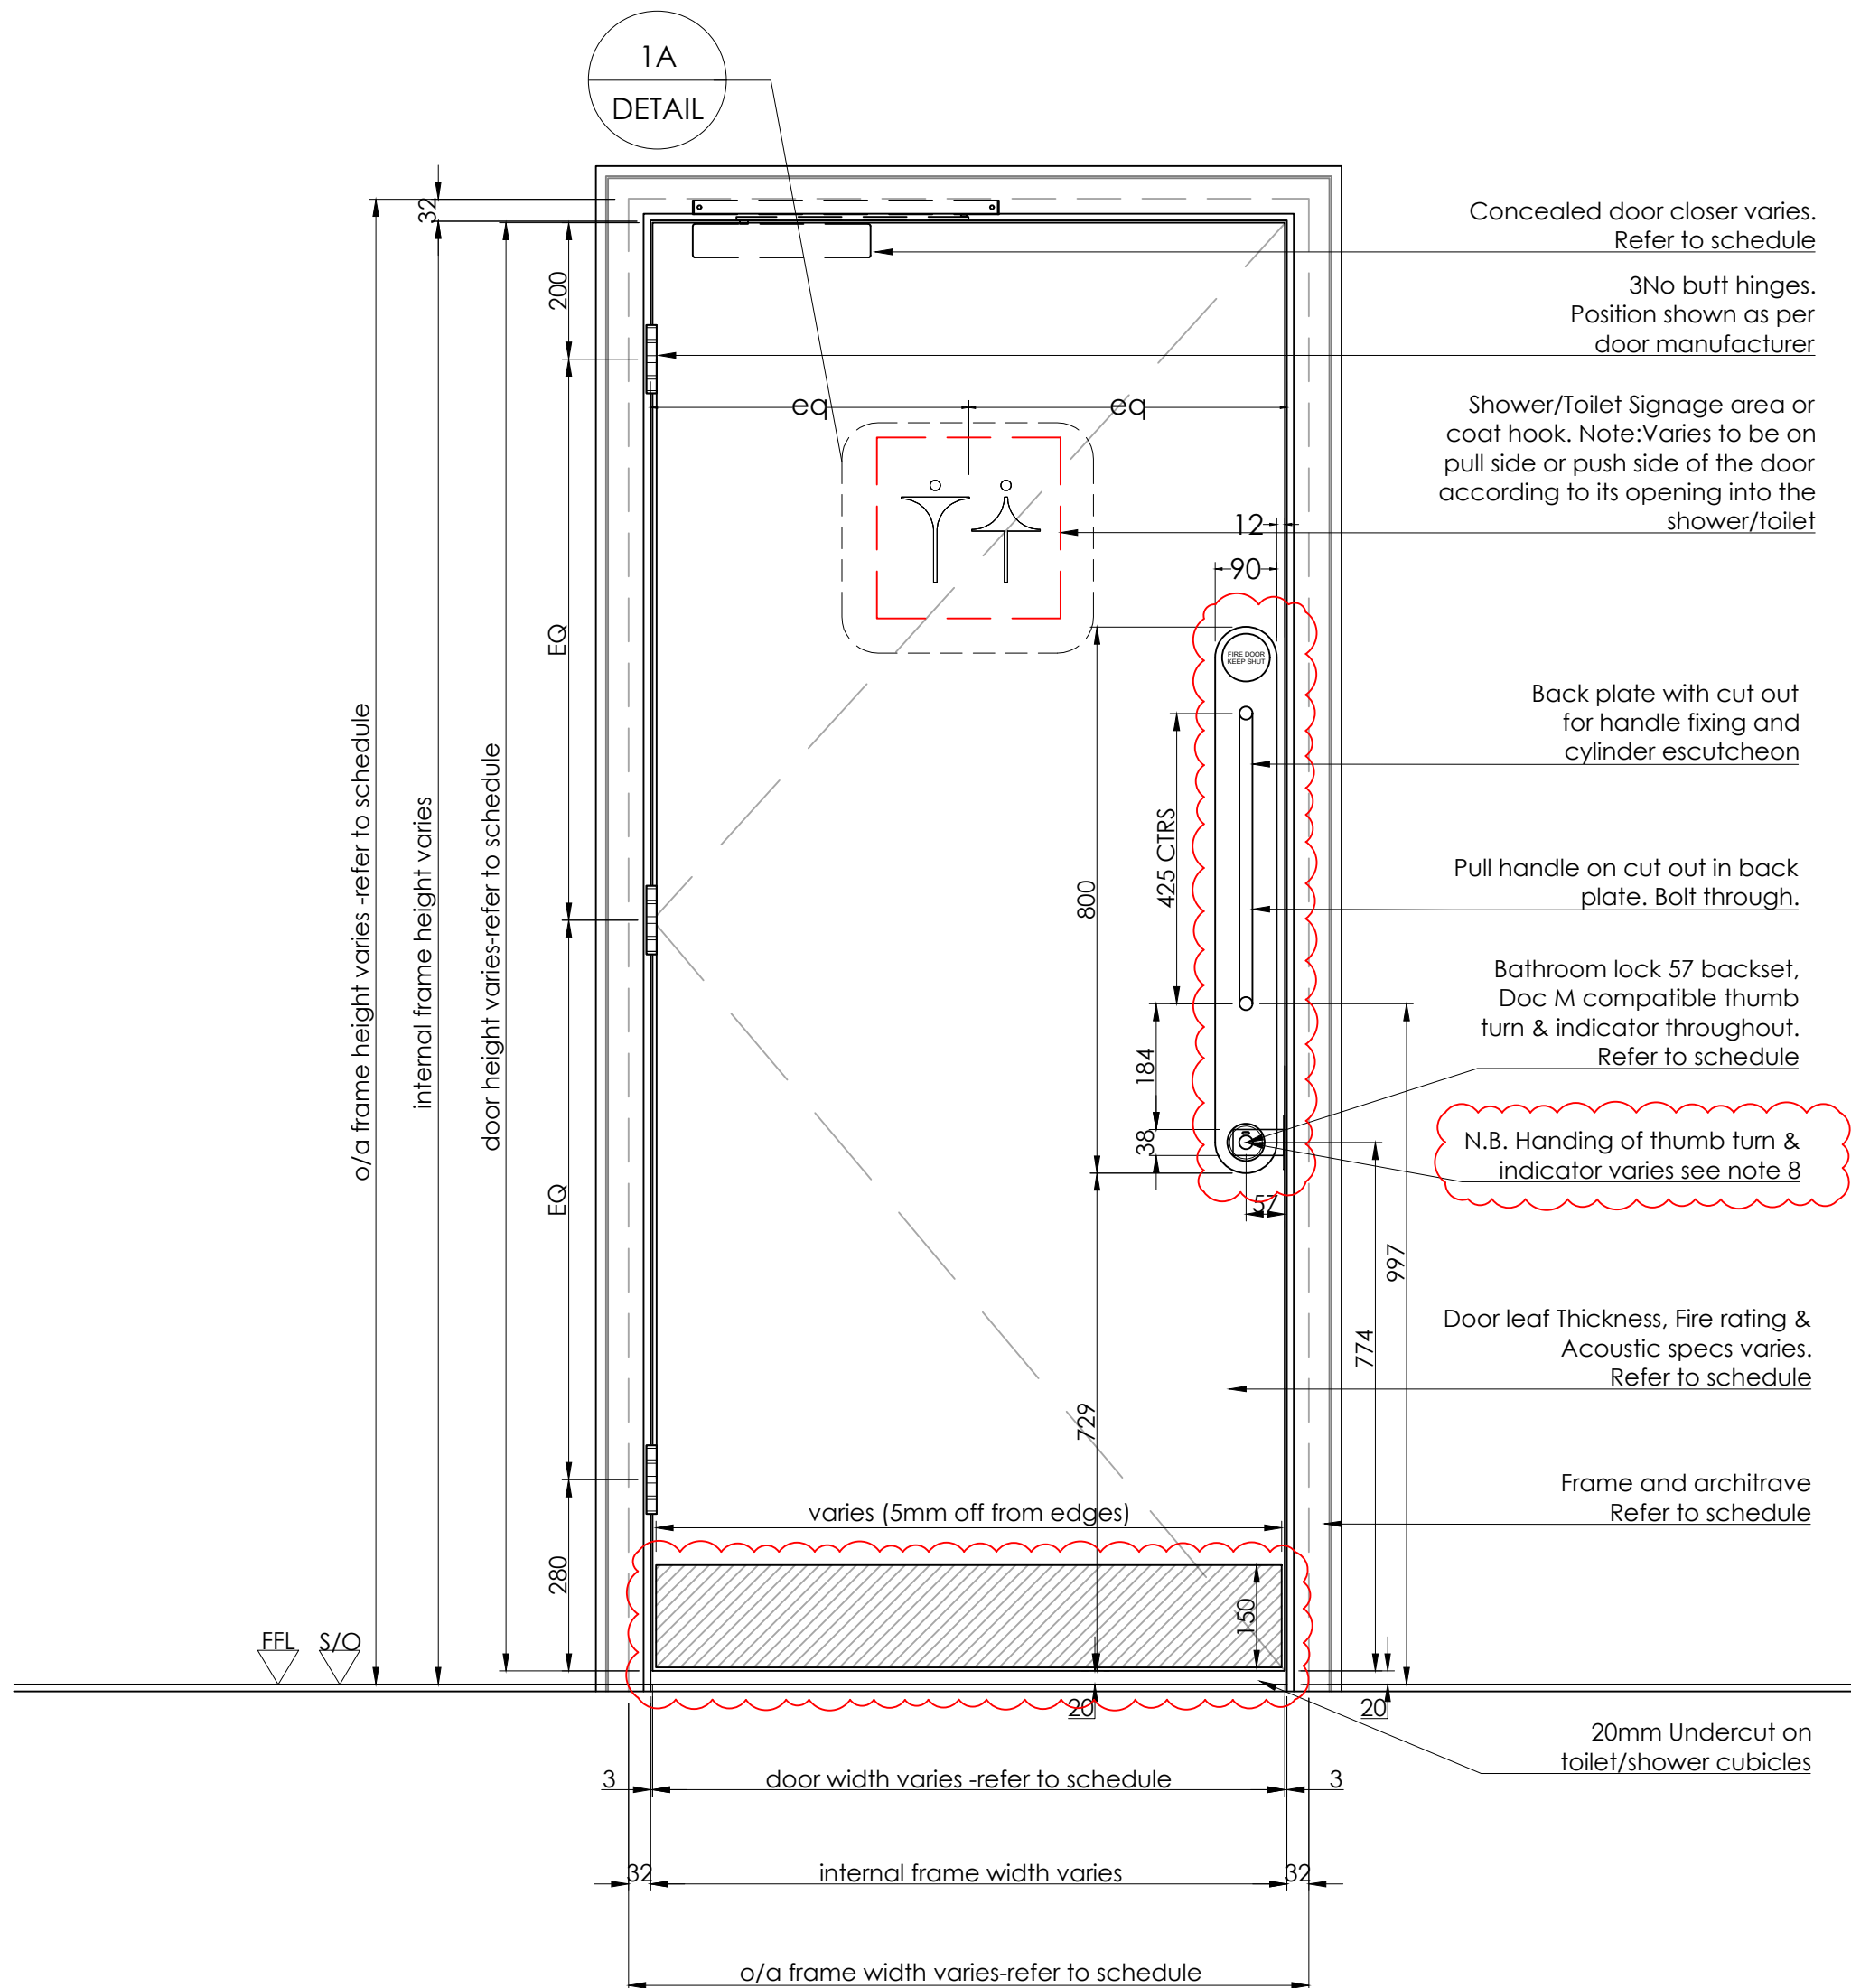 1A
DETAIL
Concealed door closer varies.
Refer to schedule
3No butt hinges.
Position shown as per
door manufacturer
Shower/Toilet Signage area or
coat hook. Note:Varies to be on
pull side or push side of the door
according to its opening into the
shower/toilet
Back plate with cut out
for handle fixing and
cylinder escutcheon
Pull handle on cut out in back
plate. Bolt through.
Bathroom lock 57 backset,
Doc M compatible thumb
turn & indicator throughout.
Refer to schedule
N.B. Handing of thumb turn &
indicator varies see note 8
Door leaf Thickness, Fire rating &
Acoustic specs varies.
Refer to schedule
Frame and architrave
Refer to schedule
20mm Undercut on
toilet/shower cubicles
32
200
EQ
EQ
280
o/a frame height varies -refer to schedule
internal frame height varies
door height varies-refer to schedule
eq
eq
12
90
FIRE DOOR
KEEP SHUT
800
425 CTRS
184
38
57
729
774
997
varies (5mm off from edges)
150
FFL
S/O
20
20
3
door width varies -refer to schedule
3
32
internal frame width varies
32
o/a frame width varies-refer to schedule